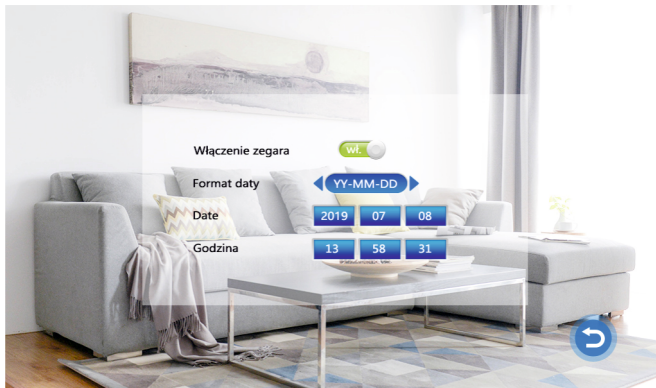 Włączenie zegara wł.
Format daty YY-MM-DD
Date 2019 07 08
Godzina 13 58 31